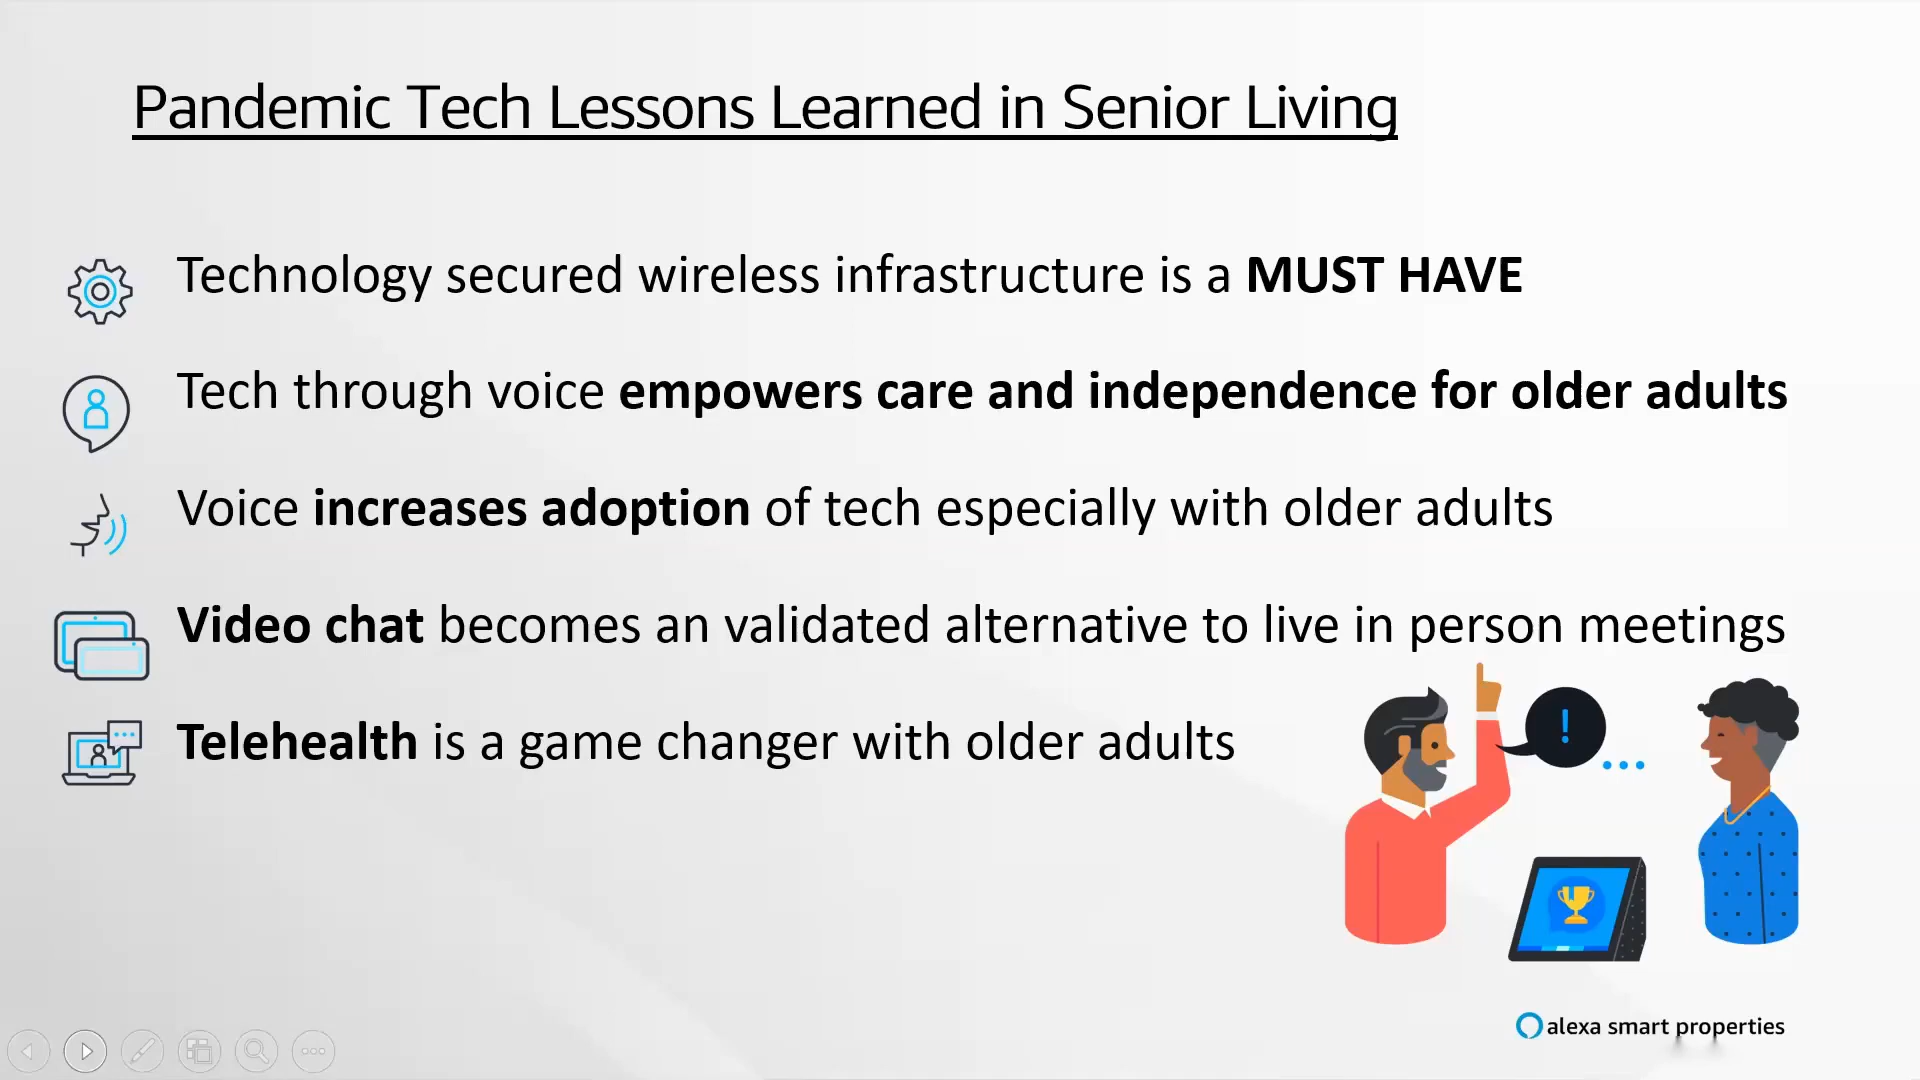 Pandemic Tech Lessons Learned in Senior Living
Technology secured wireless infrastructure is a MUST HAVE
Tech through voice empowers care and independence for older adults
Voice increases adoption of tech especially with older adults
Video chat becomes an validated alternative to live in person meetings
Telehealth is a game changer with older adults
!
alexa smart properties